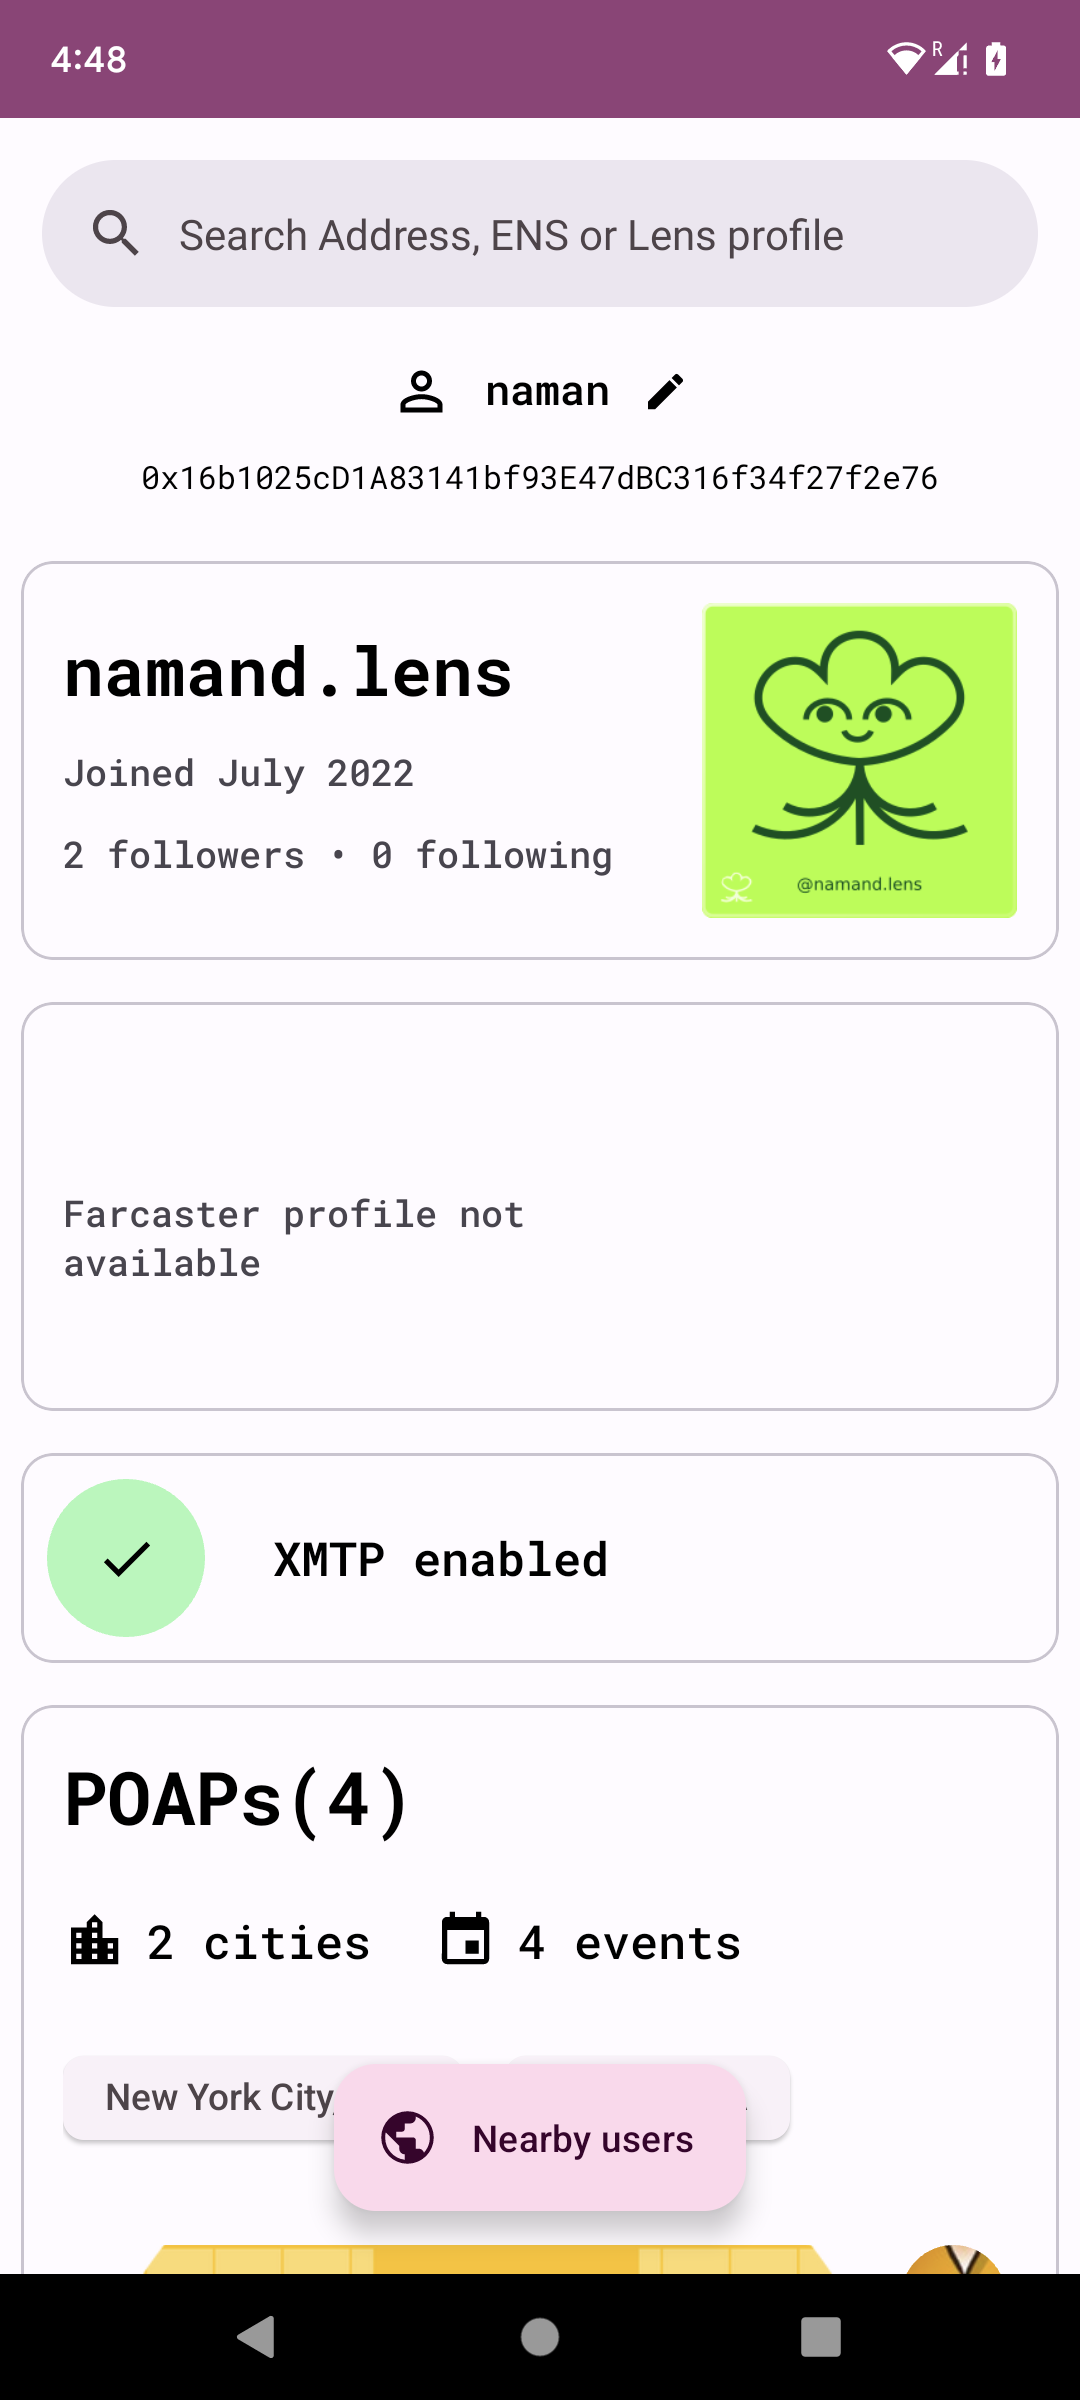 4:48
R
Search Address, ENS or Lens profile
naman
0x16b1025cD1A83141bf93E47dBC316f34f27f2e76
namand.lens
Joined July 2022
2 followers • 0 following
@namand.lens
Farcaster profile not
available
XMTP enabled
POAPs(4)
2 cities
4 events
New York City
Nearby users